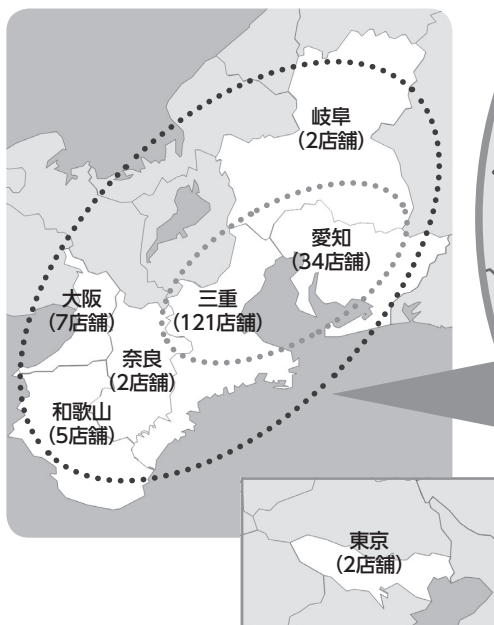 岐阜
(2店舗)
愛知
(34店舗)
三重
(121店舗)
大阪
(7店舗)
奈良
(2店舗)
和歌山
(5店舗)
東京
(2店舗)